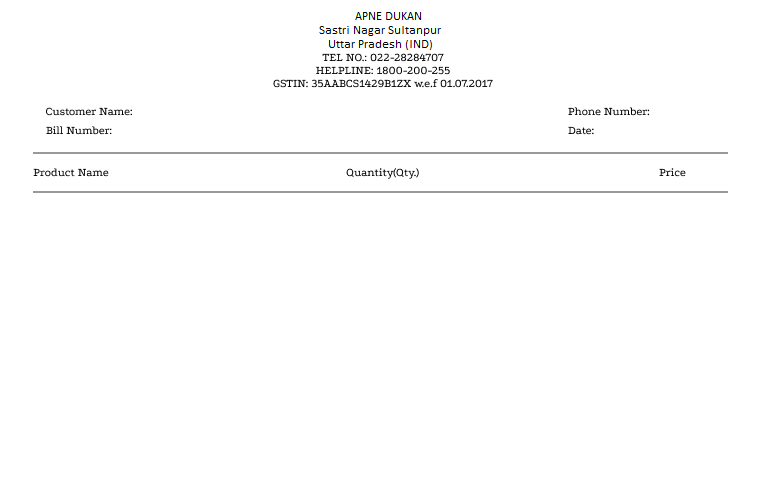 APNE DUKAN
Sastri Nagar Sultanpur
Uttar Pradesh (IND)
TEL NO.: 022-28284707
HELPLINE: 1800-200-255
GSTIN: 35AABCS1429B1ZX w.e.f 01.07.2017
Customer Name: Phone Number:
Bill Number: Date:
Product Name Quantity(Qty.) Price